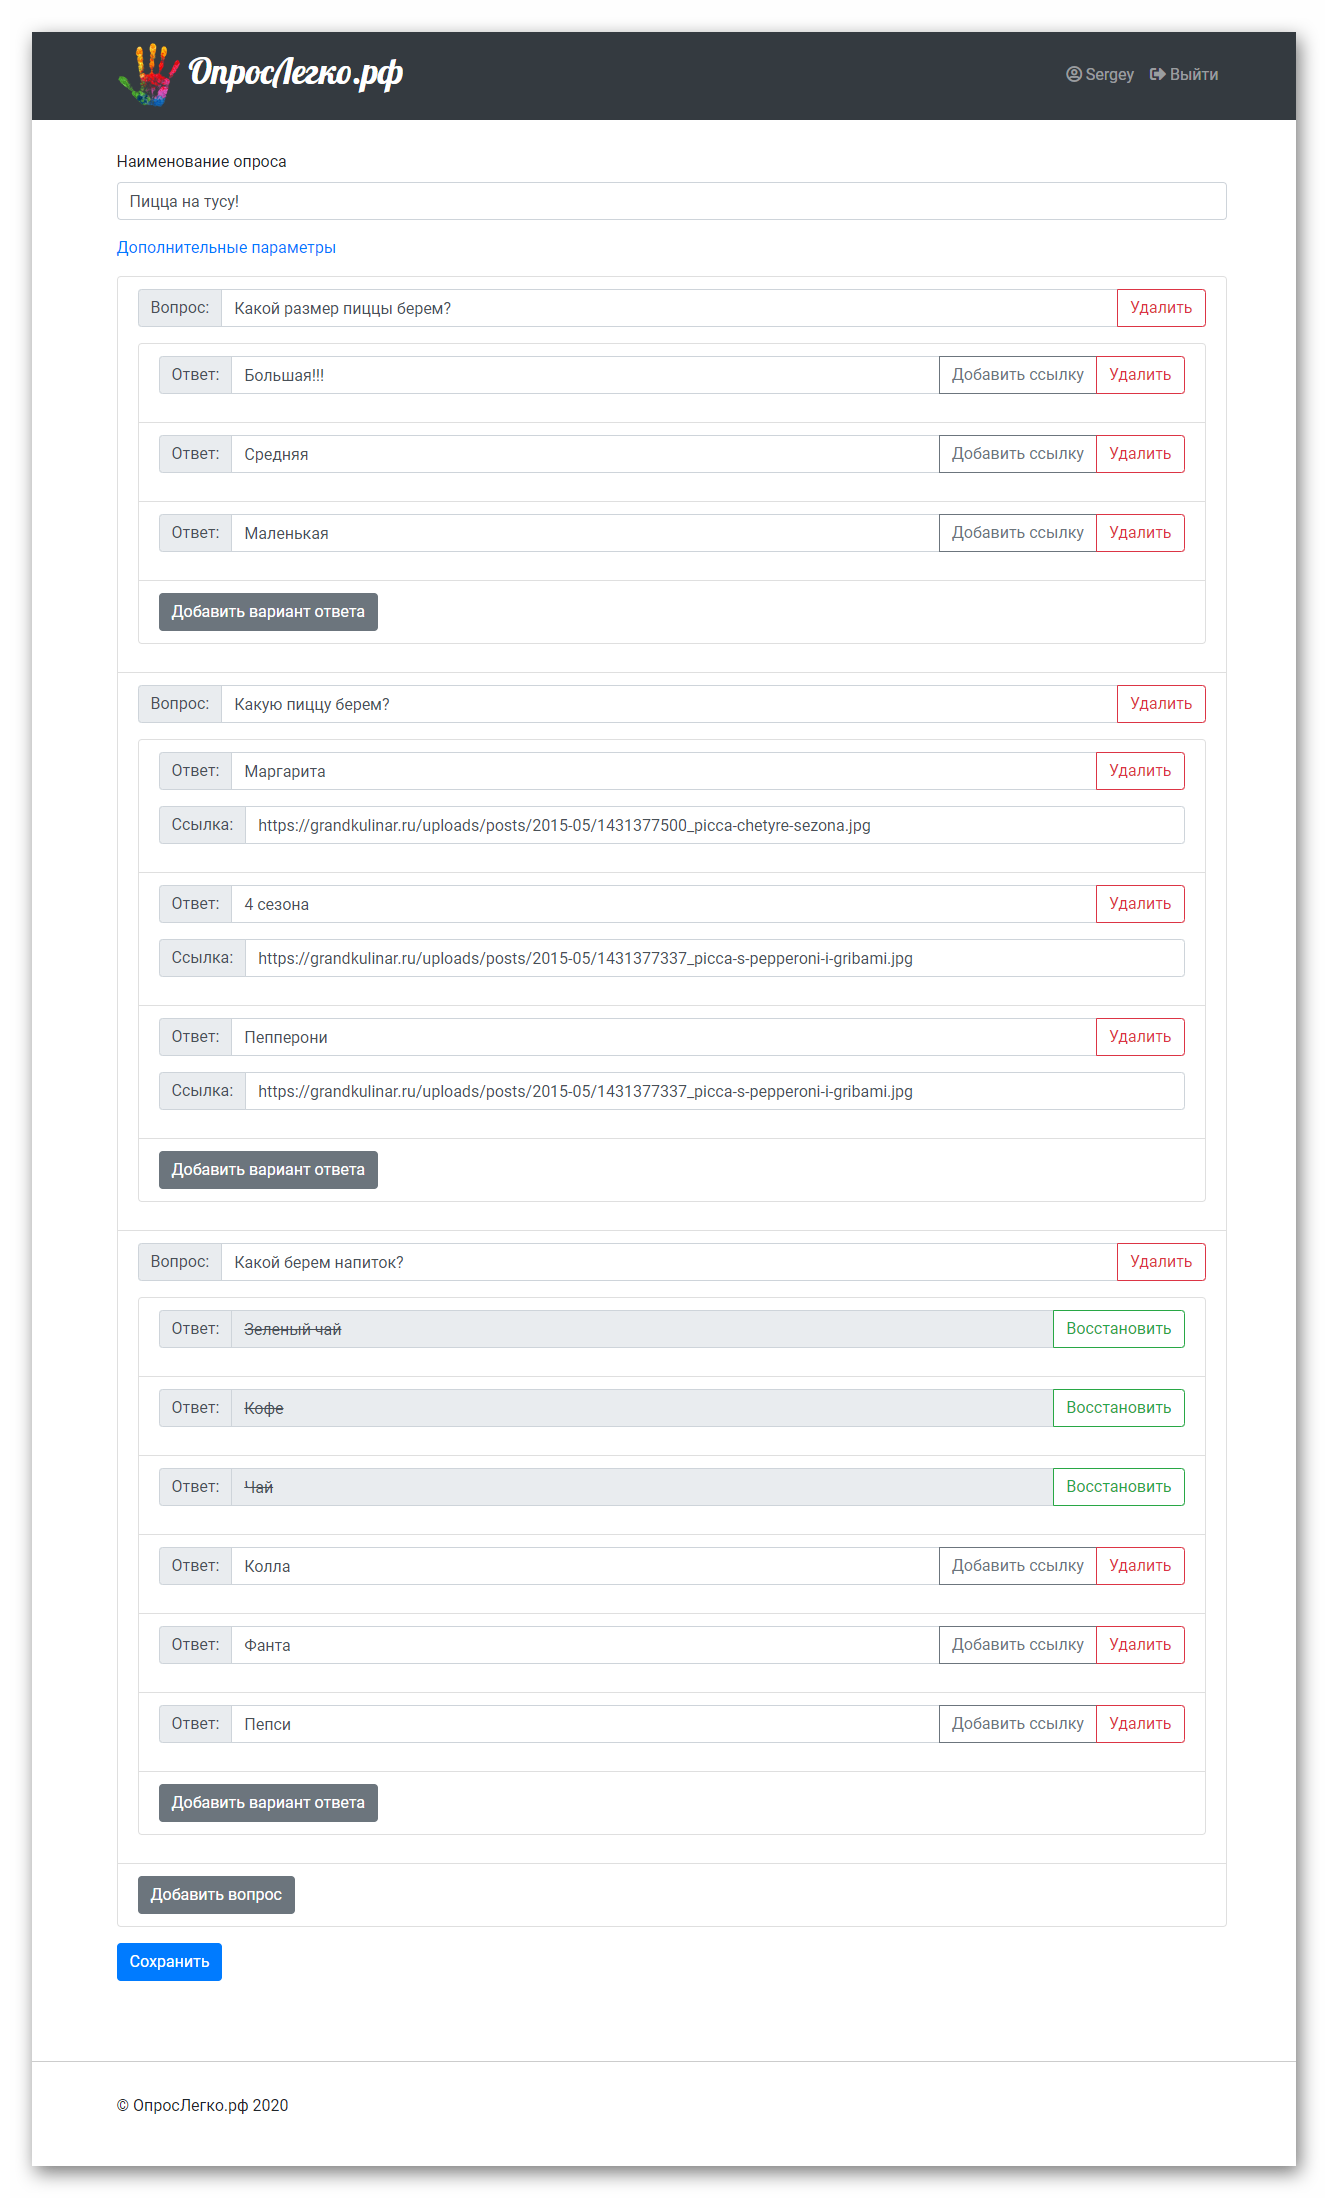 ОпросЛегко.рф
Sergey Выйти
Наименование опроса
Пицца на тусу!
Дополнительные параметры
Вопрос: Какой размер пиццы берем? Удалить
Ответ: Большая!!! Добавить ссылку Удалить
Ответ: Средняя Добавить ссылку Удалить
Ответ: Маленькая Добавить ссылку Удалить
Добавить вариант ответа
Вопрос: Какую пиццу берем? Удалить
Ответ: Маргарита Удалить
Ссылка: https://grandkulinar.ru/uploads/posts/2015-05/1431377500_picca-chetyre-sezona.jpg
Ответ: 4 сезона Удалить
Ссылка: https://grandkulinar.ru/uploads/posts/2015-05/1431377337_picca-s-pepperoni-i-gribami.jpg
Ответ: Пепперони Удалить
Ссылка: https://grandkulinar.ru/uploads/posts/2015-05/1431377337_picca-s-pepperoni-i-gribami.jpg
Добавить вариант ответа
Вопрос: Какой берем напиток? Удалить
Ответ: Зеленый чай Восстановить
Ответ: Кофе Восстановить
Ответ: Чай Восстановить
Ответ: Колла Добавить ссылку Удалить
Ответ: Фанта Добавить ссылку Удалить
Ответ: Пепси Добавить ссылку Удалить
Добавить вариант ответа
Добавить вопрос
Сохранить
© ОпросЛегко.рф 2020